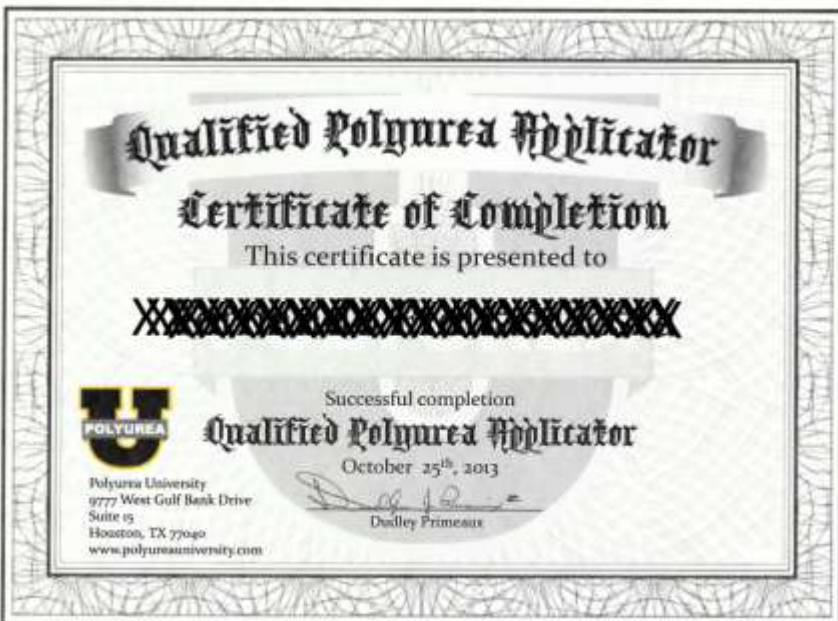 Qualified Polyurea Applicator
Certificate of Completion
This certificate is presented to
Successful completion
Qualified Polyurea Applicator
October 25th, 2013
Dudley Primeaux
U
POLYUREA
Polyurea University
9777 West Gulf Bank Drive
Suite 15
Houston, TX 77040
www.polyureauniversity.com